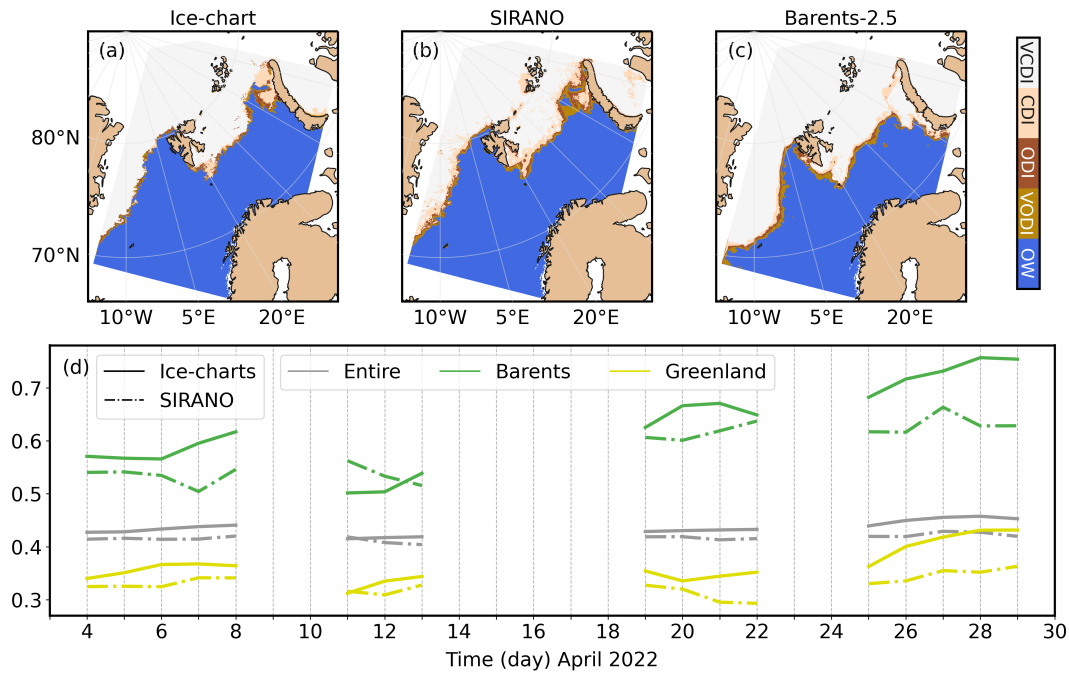 Ice-chart SIRANO Barents-2.5
(a) (b) (c)
VCDI CDI ODI VODI OW
80°N
70°N
10°W 5°E 20°E 10°W 5°E 20°E 10°W 5°E 20°E
(d) Ice-charts Entire Barents Greenland
SIRANO
0.7
0.6
0.5
0.4
0.3
4 6 8 10 12 14 16 18 20 22 24 26 28 30
Time (day) April 2022